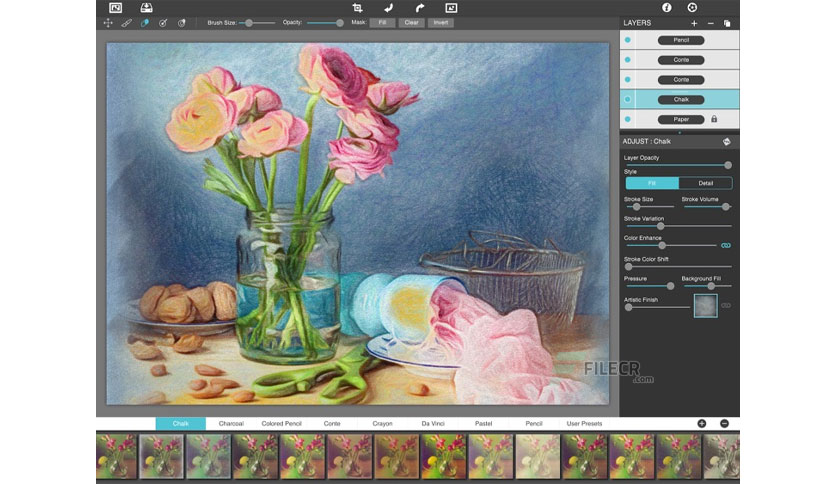 Brush Size: Opacity: Mask: Fill Clear Invert
LAYERS
Pencil
Conte
Conte
Chalk
Paper
ADJUST : Chalk
Layer Opacity
Style
Fill Detail
Stroke Size Stroke Volume
Stroke Variation
Color Enhance
Stroke Color Shift
Pressure Background Fill
Artistic Finish
FILECR
.com
Chalk Charcoal Colored Pencil Conte Crayon Da Vinci Pastel Pencil User Presets